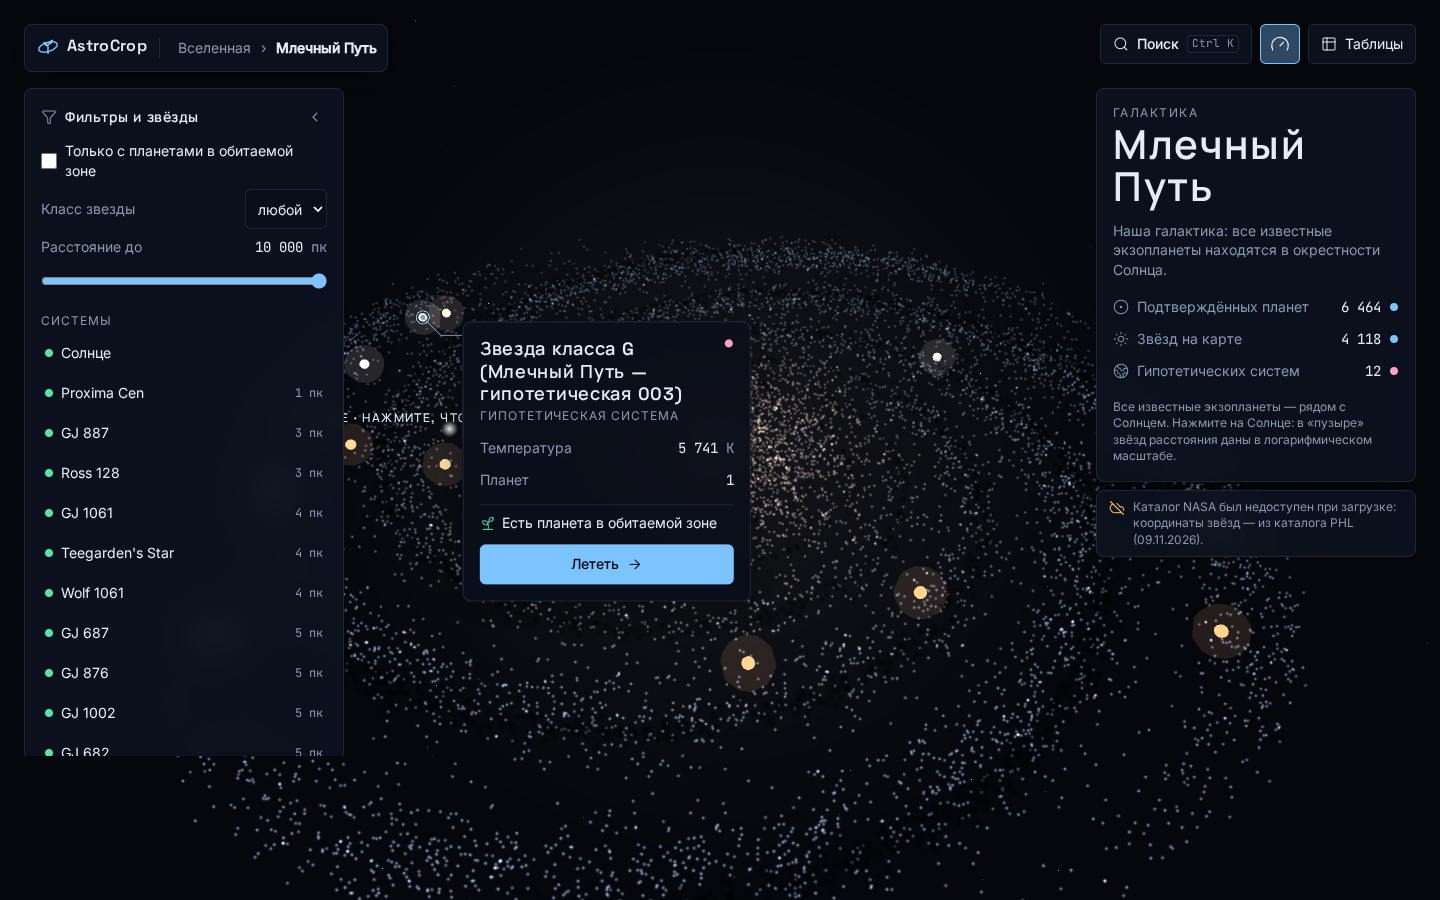 AstroCrop
Вселенная › Млечный Путь
Поиск Ctrl K
Таблицы
Фильтры и звёзды
Только с планетами в обитаемой
зоне
Класс звезды любой
Расстояние до 10 000 пк
СИСТЕМЫ
Солнце
Proxima Cen 1 пк
GJ 887 3 пк
Ross 128 3 пк
GJ 1061 4 пк
Teegarden's Star 4 пк
Wolf 1061 4 пк
GJ 687 5 пк
GJ 876 5 пк
GJ 1002 5 пк
GJ 682 5 пк
Е · НАЖМИТЕ, ЧТО
Звезда класса G
(Млечный Путь —
гипотетическая 003)
ГИПОТЕТИЧЕСКАЯ СИСТЕМА
Температура 5 741 K
Планет 1
Есть планета в обитаемой зоне
Лететь →
ГАЛАКТИКА
Млечный
Путь
Наша галактика: все известные
экзопланеты находятся в окрестности
Солнца.
Подтверждённых планет 6 464
Звёзд на карте 4 118
Гипотетических систем 12
Все известные экзопланеты — рядом с
Солнцем. Нажмите на Солнце: в «пузыре»
звёзд расстояния даны в логарифмическом
масштабе.
Каталог NASA был недоступен при загрузке:
координаты звёзд — из каталога PHL
(09.11.2026).